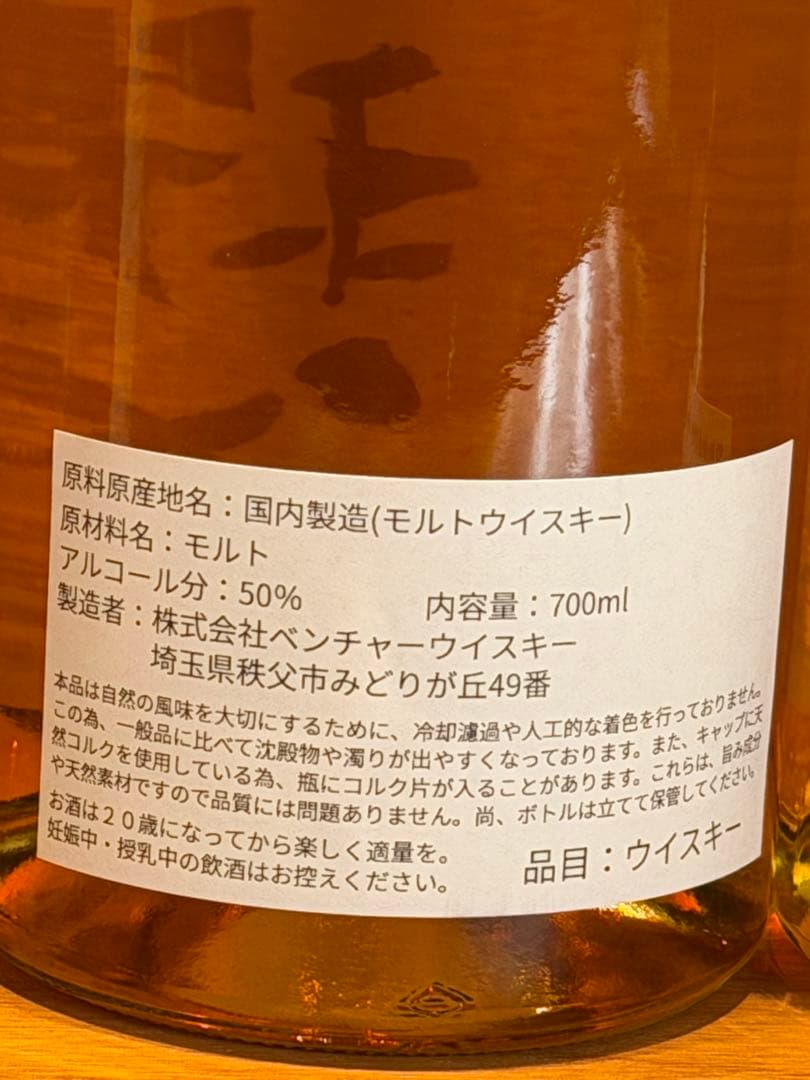 原料原産地名：国内製造(モルトウイスキー)
原材料名：モルト
アルコール分：50% 内容量：700ml
製造者：株式会社ベンチャーウイスキー
埼玉県秩父市みどりが丘49番
本品は自然の風味を大切にするために、冷却濾過や人工的な着色を行っておりません。
この為、一般品に比べて沈殿物や濁りが出やすくなっております。また、キャップに天
然コルクを使用している為、瓶にコルク片が入ることがあります。これらは、旨み成分
や天然素材ですので品質には問題ありません。尚、ボトルは立てて保管してください。
お酒は２０歳になってから楽しく適量を。
妊娠中・授乳中の飲酒はお控えください。
品目：ウイスキー